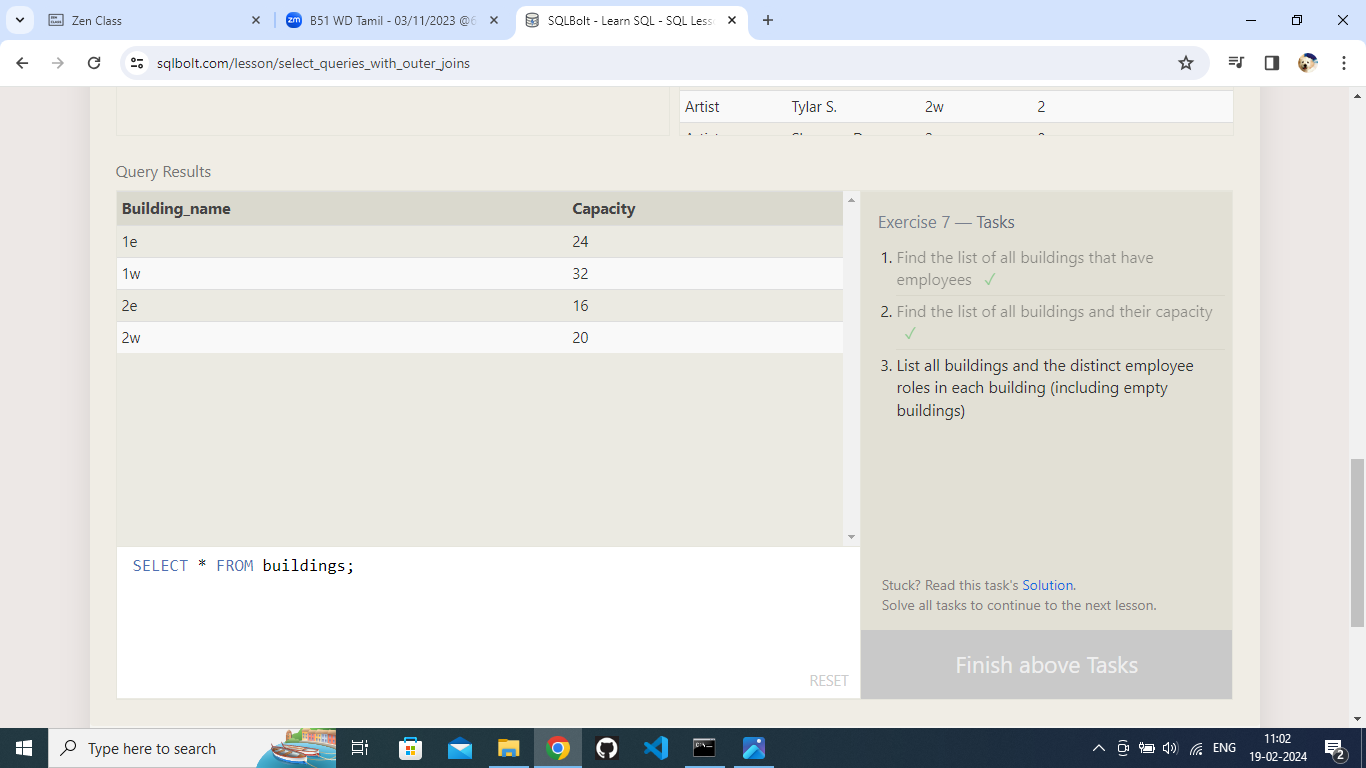 Zen Class
B51 WD Tamil - 03/11/2023 @6
SQLBolt - Learn SQL - SQL Less
sqlbolt.com/lesson/select_queries_with_outer_joins
Artist Tylar S. 2w 2
Query Results
Building_name Capacity
1e 24
1w 32
2e 16
2w 20
SELECT * FROM buildings;
RESET
Exercise 7 — Tasks
1. Find the list of all buildings that have
employees ✓
2. Find the list of all buildings and their capacity
✓
3. List all buildings and the distinct employee
roles in each building (including empty
buildings)
Stuck? Read this task's Solution.
Solve all tasks to continue to the next lesson.
Finish above Tasks
Type here to search
ENG
11:02
19-02-2024
2